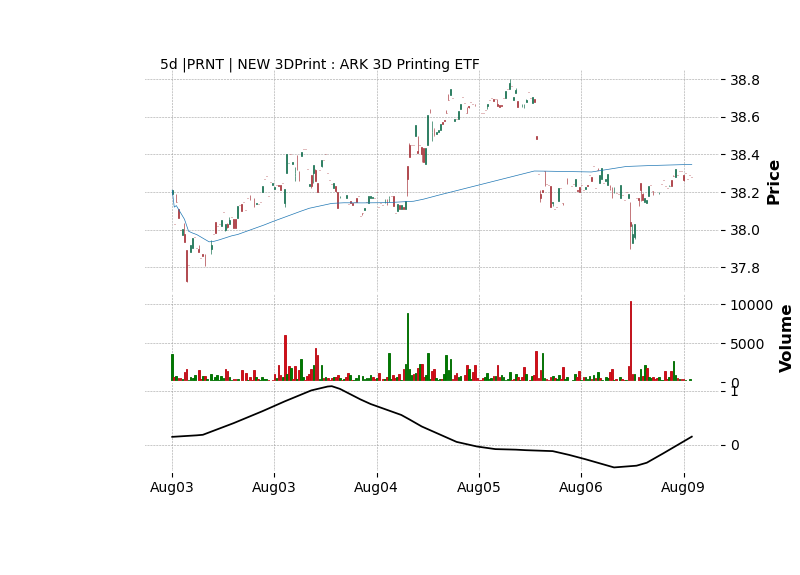 5d |PRNT | NEW 3DPrint : ARK 3D Printing ETF
38.8
38.6
38.4
38.2
38.0
37.8
Price
10000
5000
0
Volume
1
0
Aug03 Aug03 Aug04 Aug05 Aug06 Aug09